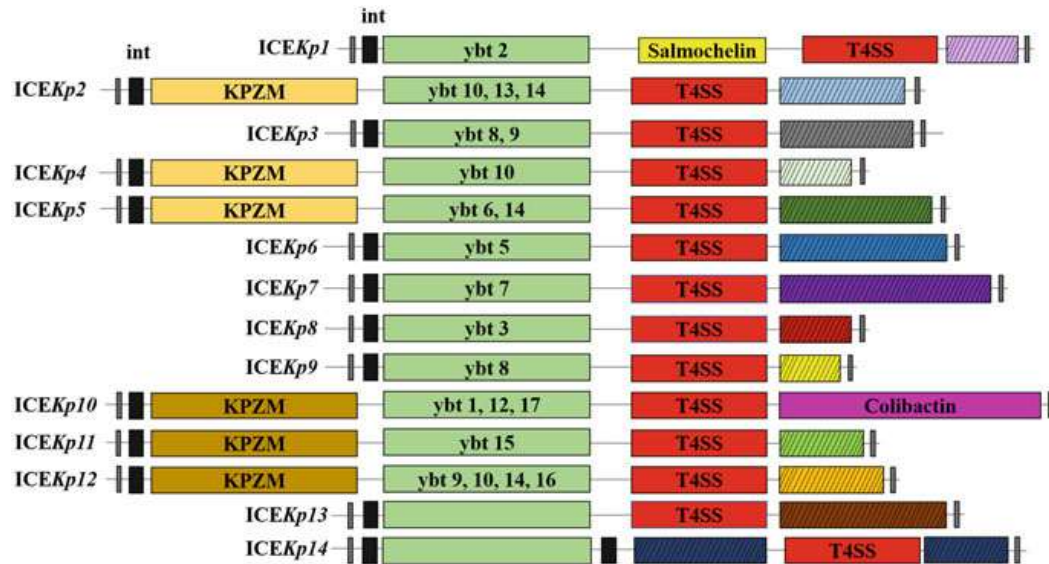 int
ICEKp1 ybt 2 Salmochelin T4SS
int
ICEKp2 KPZM ybt 10, 13, 14 T4SS
ICEKp3 ybt 8, 9 T4SS
ICEKp4 KPZM ybt 10 T4SS
ICEKp5 KPZM ybt 6, 14 T4SS
ICEKp6 ybt 5 T4SS
ICEKp7 ybt 7 T4SS
ICEKp8 ybt 3 T4SS
ICEKp9 ybt 8 T4SS
ICEKp10 KPZM ybt 1, 12, 17 T4SS Colibactin
ICEKp11 KPZM ybt 15 T4SS
ICEKp12 KPZM ybt 9, 10, 14, 16 T4SS
ICEKp13 T4SS
ICEKp14 T4SS